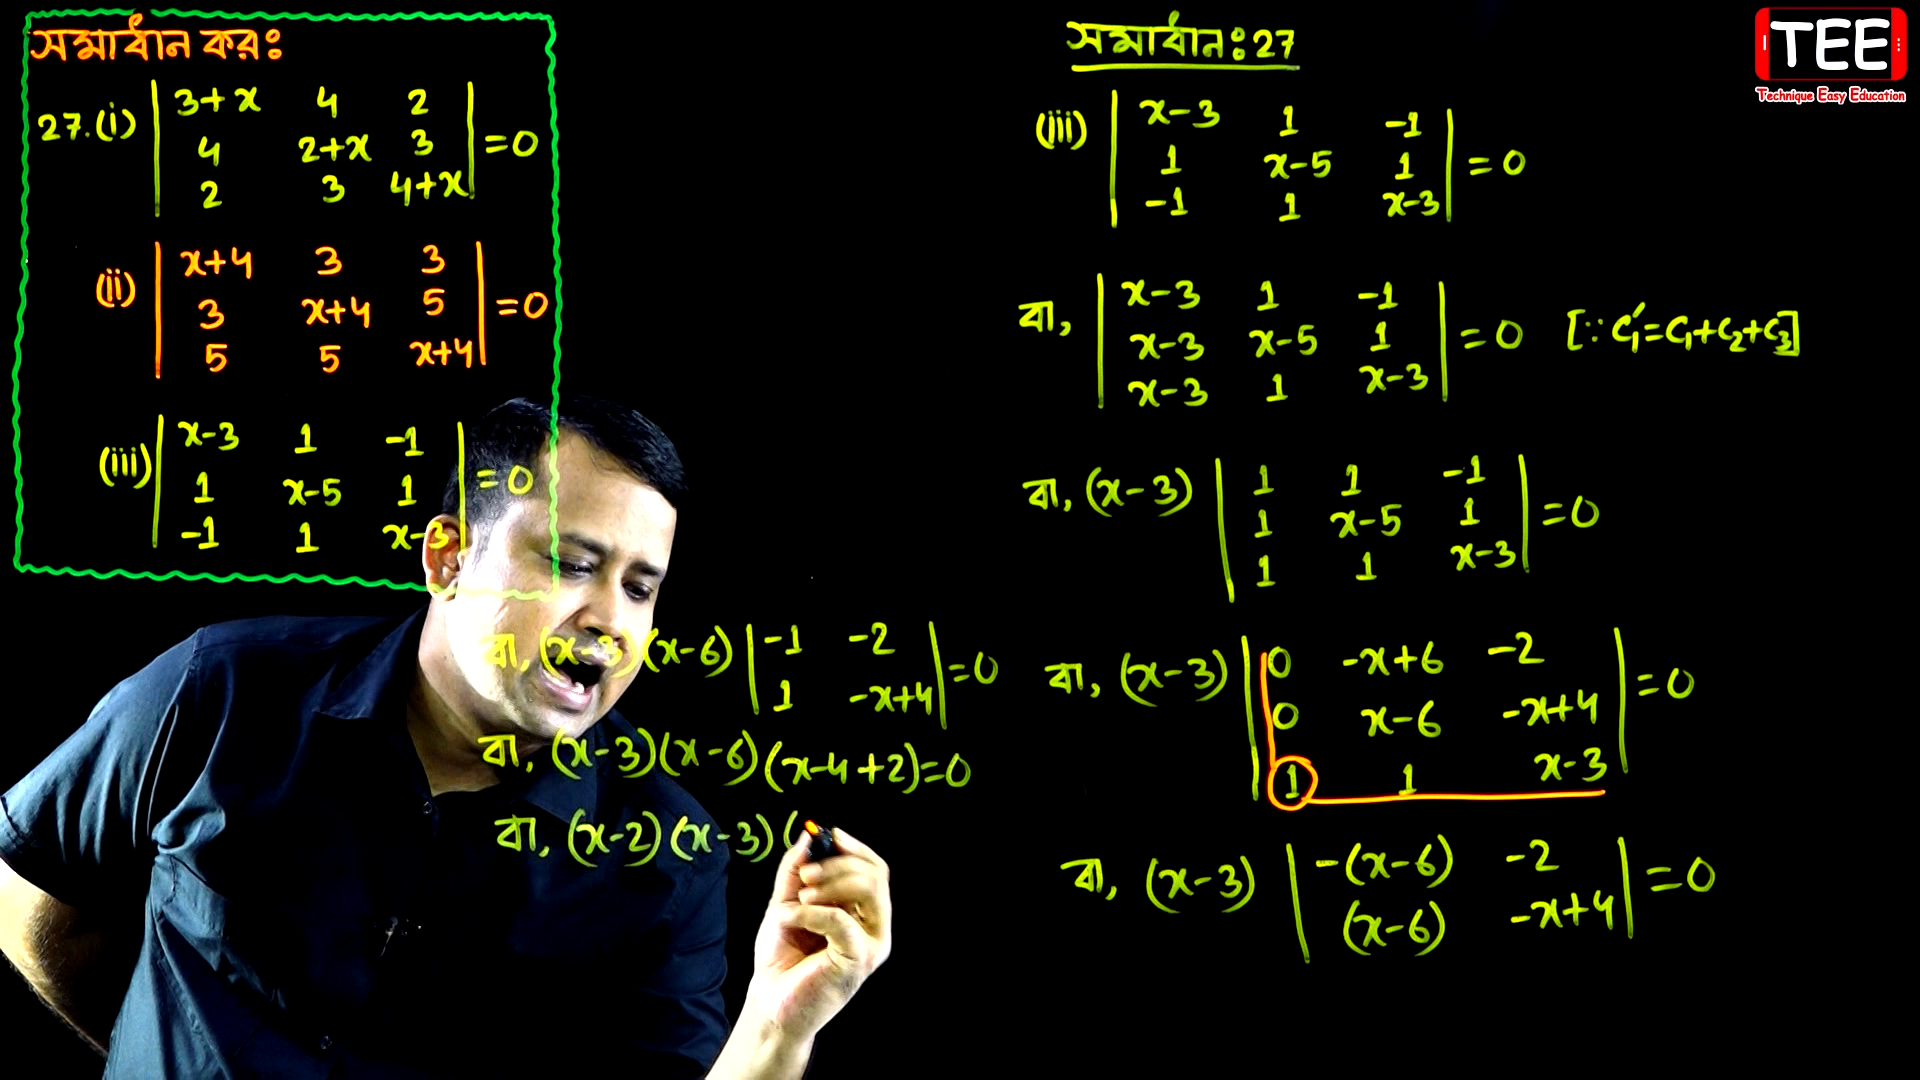 সমাধান কর:
27.(i) | 3+x 4 2 |
| 4 2+x 3 | =0
| 2 3 4+x |
(ii) | x+4 3 3 |
| 3 x+4 5 | =0
| 5 5 x+4 |
(iii) | x-3 1 -1 |
| 1 x-5 1 | =0
| -1 1 x-3 |
সমাধান: 27
(iii) | x-3 1 -1 |
| 1 x-5 1 | =0
| -1 1 x-3 |
বা, | x-3 1 -1 |
| x-3 x-5 1 | =0 [∵ C₁′=C₁+C₂+C₃]
| x-3 1 x-3 |
বা, (x-3) | 1 1 -1 |
| 1 x-5 1 | =0
| 1 1 x-3 |
বা, (x-3) | 0 -x+6 -2 |
| 0 x-6 -x+4 | =0
| 1 1 x-3 |
বা, (x-3) | -(x-6) -2 | =0
| (x-6) -x+4 |
বা, (x-3)(x-6) | -1 -2 | =0
| 1 -x+4 |
বা, (x-3)(x-6)(x-4+2)=0
বা, (x-2)(x-3)(
TEE
Technique Easy Education